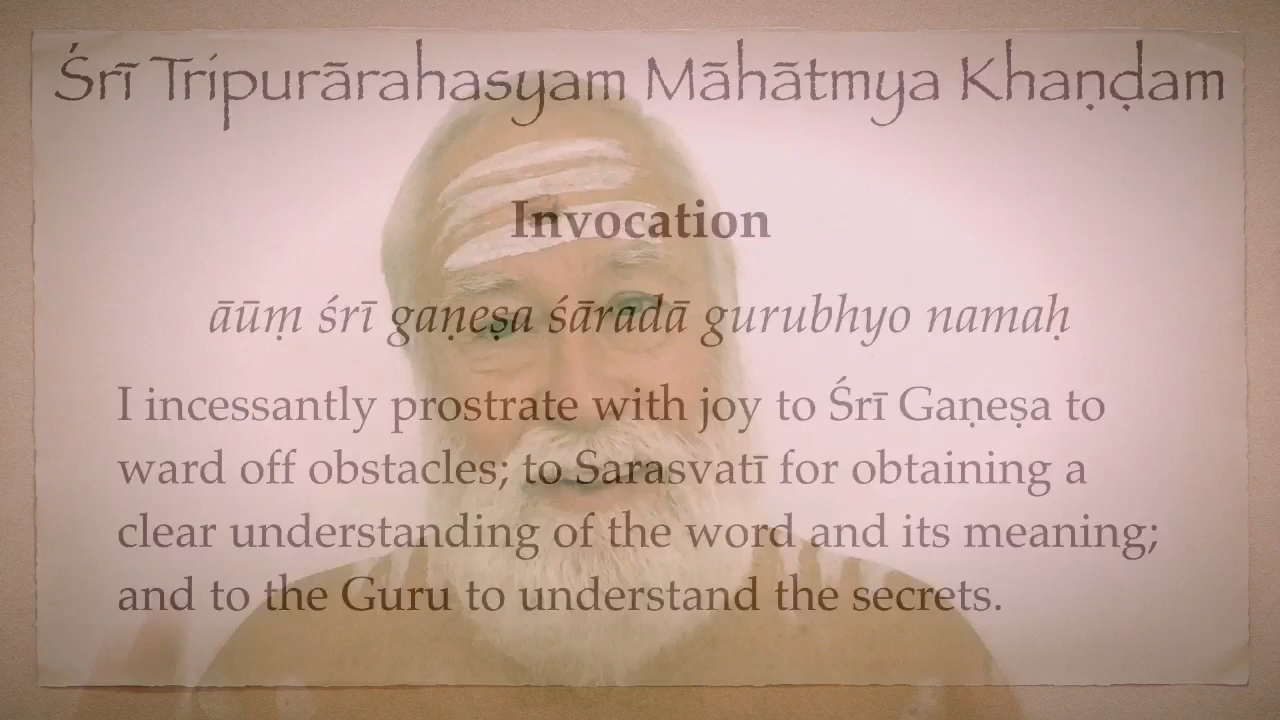 Śrī Tripurārahasyam Māhātmya Khaṇḍam
Invocation
āūṃ śrī gaṇeṣa śāradā gurubhyo namaḥ
I incessantly prostrate with joy to Śrī Gaṇeṣa to
ward off obstacles; to Sarasvatī for obtaining a
clear understanding of the word and its meaning;
and to the Guru to understand the secrets.